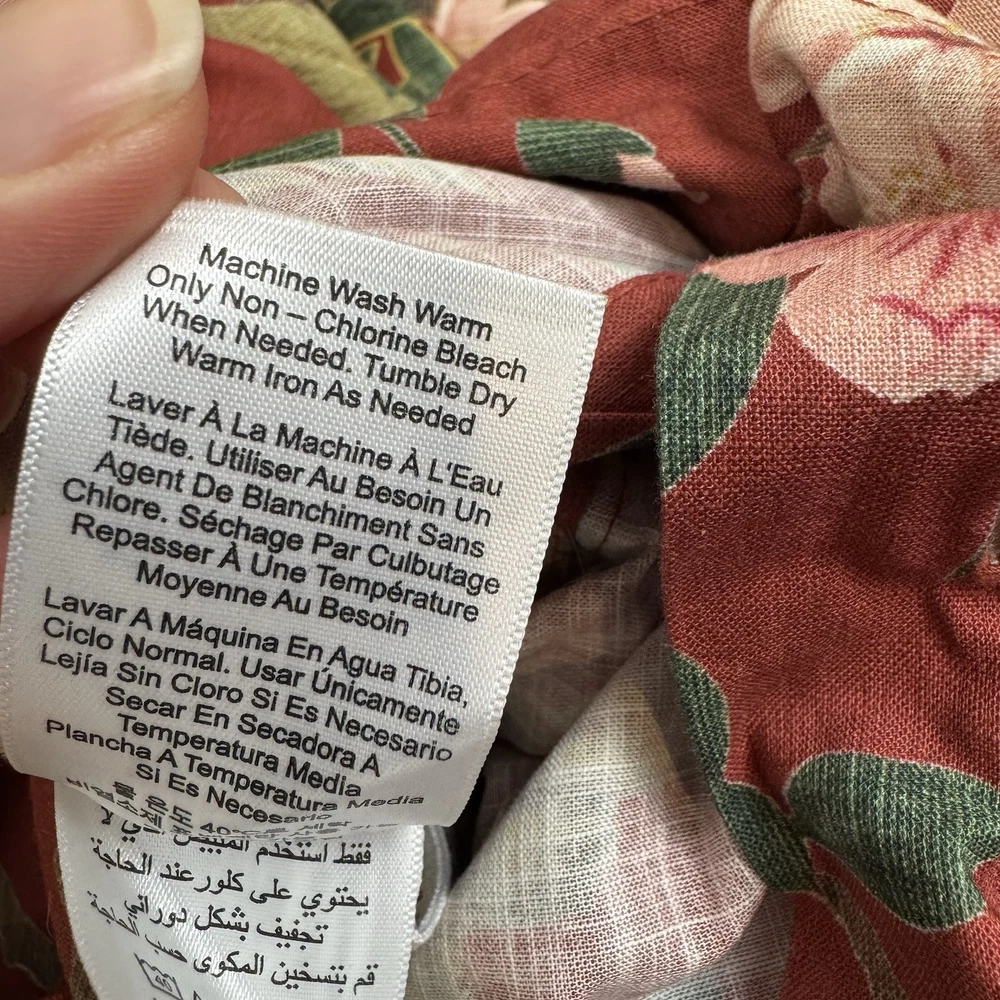 Machine Wash Warm
Only Non – Chlorine Bleach
When Needed. Tumble Dry
Warm Iron As Needed
Laver À La Machine À L'Eau
Tiède. Utiliser Au Besoin Un
Agent De Blanchiment Sans
Chlore. Séchage Par Culbutage
Repasser À Une Température
Moyenne Au Besoin
Lavar A Máquina En Agua Tibia,
Ciclo Normal. Usar Únicamente
Lejía Sin Cloro Si Es Necesario
Secar En Secadora A
Temperatura Media
Plancha A Temperatura Media
Si Es Necesario
فقط استخدم المبيض
يحتوي على كلور عند الحاجة
تجفيف بشكل دوراني
قم بتسخين المكوى حسب الحاجة
40